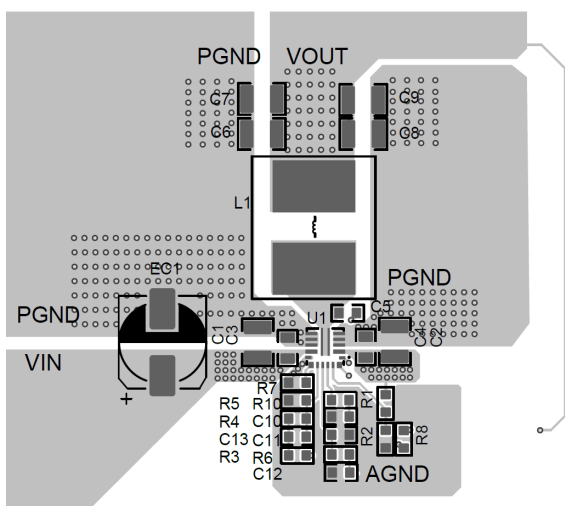 PGND VOUT
C7 C9
C6 C8
L1
EC1
PGND
C5
PGND
U1
C1
C3
C4
C2
VIN
+
R7
R5 R10
R4 C10
C13 C11
R3 R6
C12
R1
R2
R8
AGND